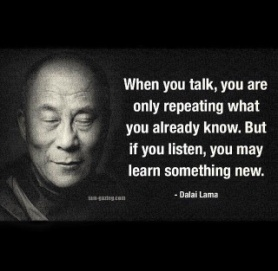 When you talk, you are
only repeating what
you already know. But
if you listen, you may
learn something new.
- Dalai Lama
sun-gazing.com